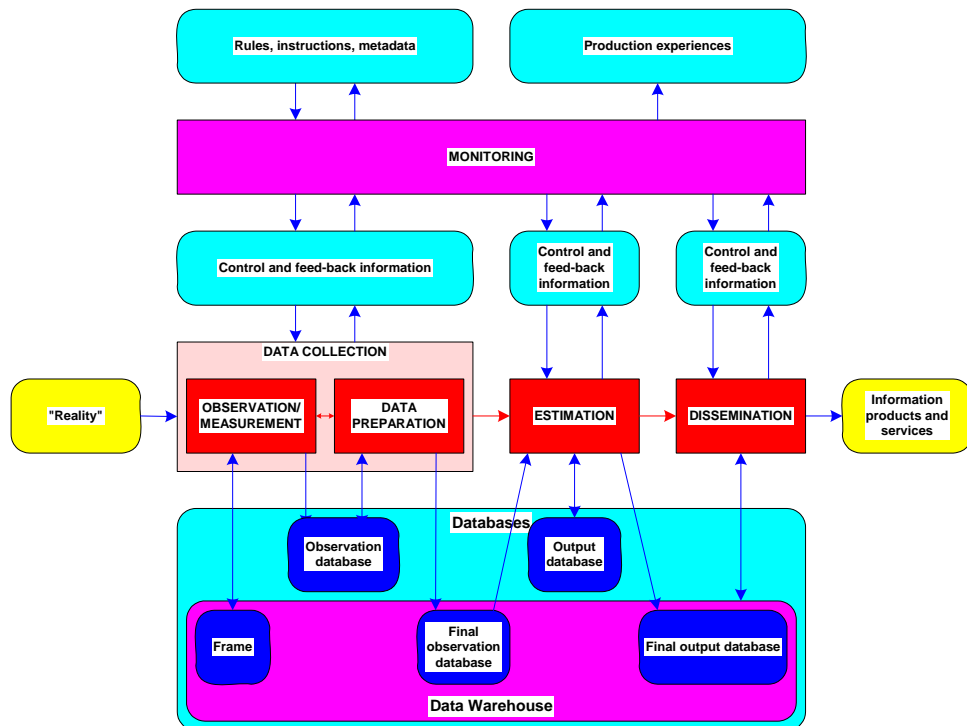 Rules, instructions, metadata
Production experiences
MONITORING
Control and feed-back information
Control and
feed-back
information
Control and
feed-back
information
DATA COLLECTION
"Reality"
OBSERVATION/
MEASUREMENT
DATA
PREPARATION
ESTIMATION
DISSEMINATION
Information
products and
services
Databases
Observation
database
Output
database
Frame
Final
observation
database
Final output database
Data Warehouse